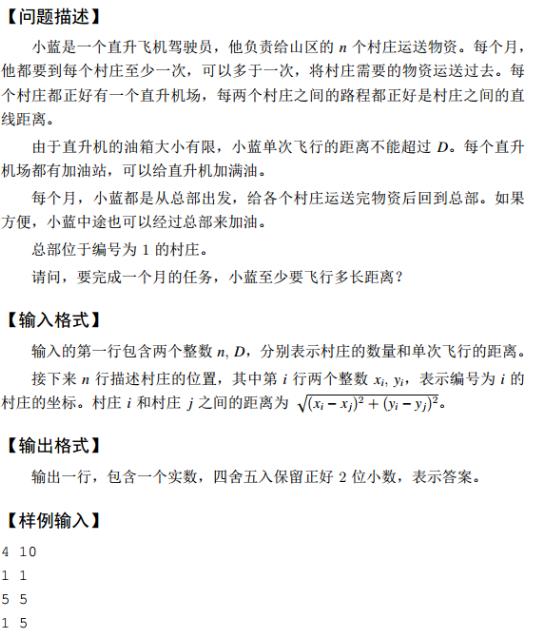 【问题描述】
小蓝是一个直升飞机驾驶员，他负责给山区的 n 个村庄运送物资。每个月，
他都要到每个村庄至少一次，可以多于一次，将村庄需要的物资运送过去。每
个村庄都正好有一个直升机场，每两个村庄之间的路程都正好是村庄之间的直
线距离。
由于直升机的油箱大小有限，小蓝单次飞行的距离不能超过 D。每个直升
机场都有加油站，可以给直升机加满油。
每个月，小蓝都是从总部出发，给各个村庄运送完物资后回到总部。如果
方便，小蓝中途也可以经过总部来加油。
总部位于编号为 1 的村庄。
请问，要完成一个月的任务，小蓝至少要飞行多长距离？
【输入格式】
输入的第一行包含两个整数 n, D，分别表示村庄的数量和单次飞行的距离。
接下来 n 行描述村庄的位置，其中第 i 行两个整数 xᵢ, yᵢ，表示编号为 i 的
村庄的坐标。村庄 i 和村庄 j 之间的距离为 √(xᵢ − xⱼ)² + (yᵢ − yⱼ)²。
【输出格式】
输出一行，包含一个实数，四舍五入保留正好 2 位小数，表示答案。
【样例输入】
4 10
1 1
5 5
1 5